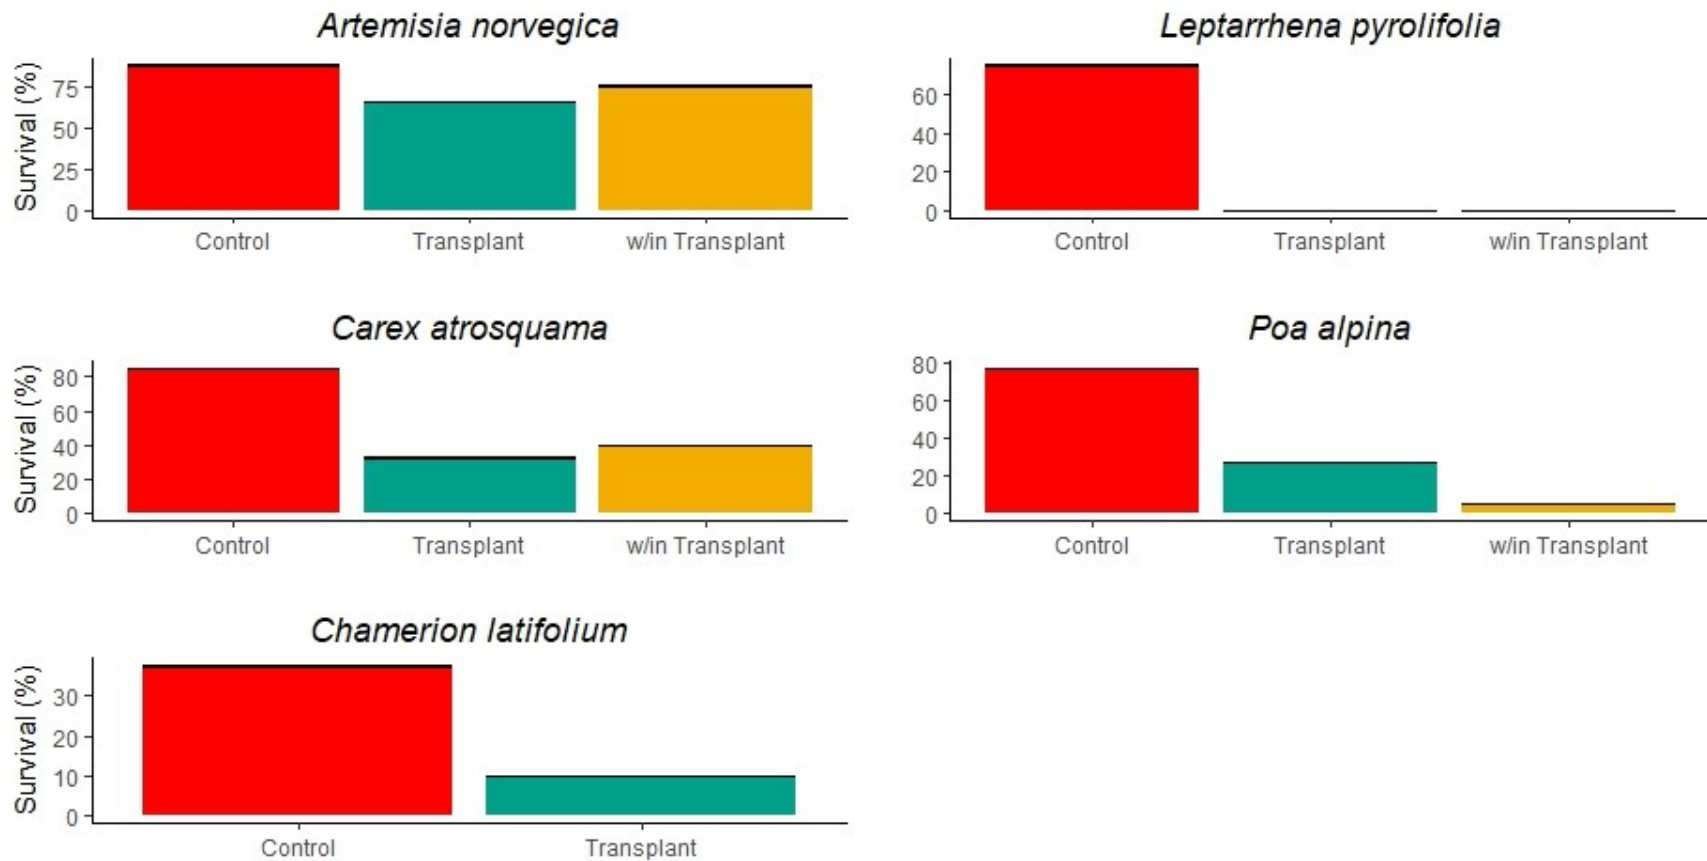 Artemisia norvegica
Survival (%)
75
50
25
0
Control Transplant w/in Transplant
Leptarrhena pyrolifolia
60
40
20
0
Control Transplant w/in Transplant
Carex atrosquama
Survival (%)
80
60
40
20
0
Control Transplant w/in Transplant
Poa alpina
80
60
40
20
0
Control Transplant w/in Transplant
Chamerion latifolium
Survival (%)
30
20
10
0
Control Transplant